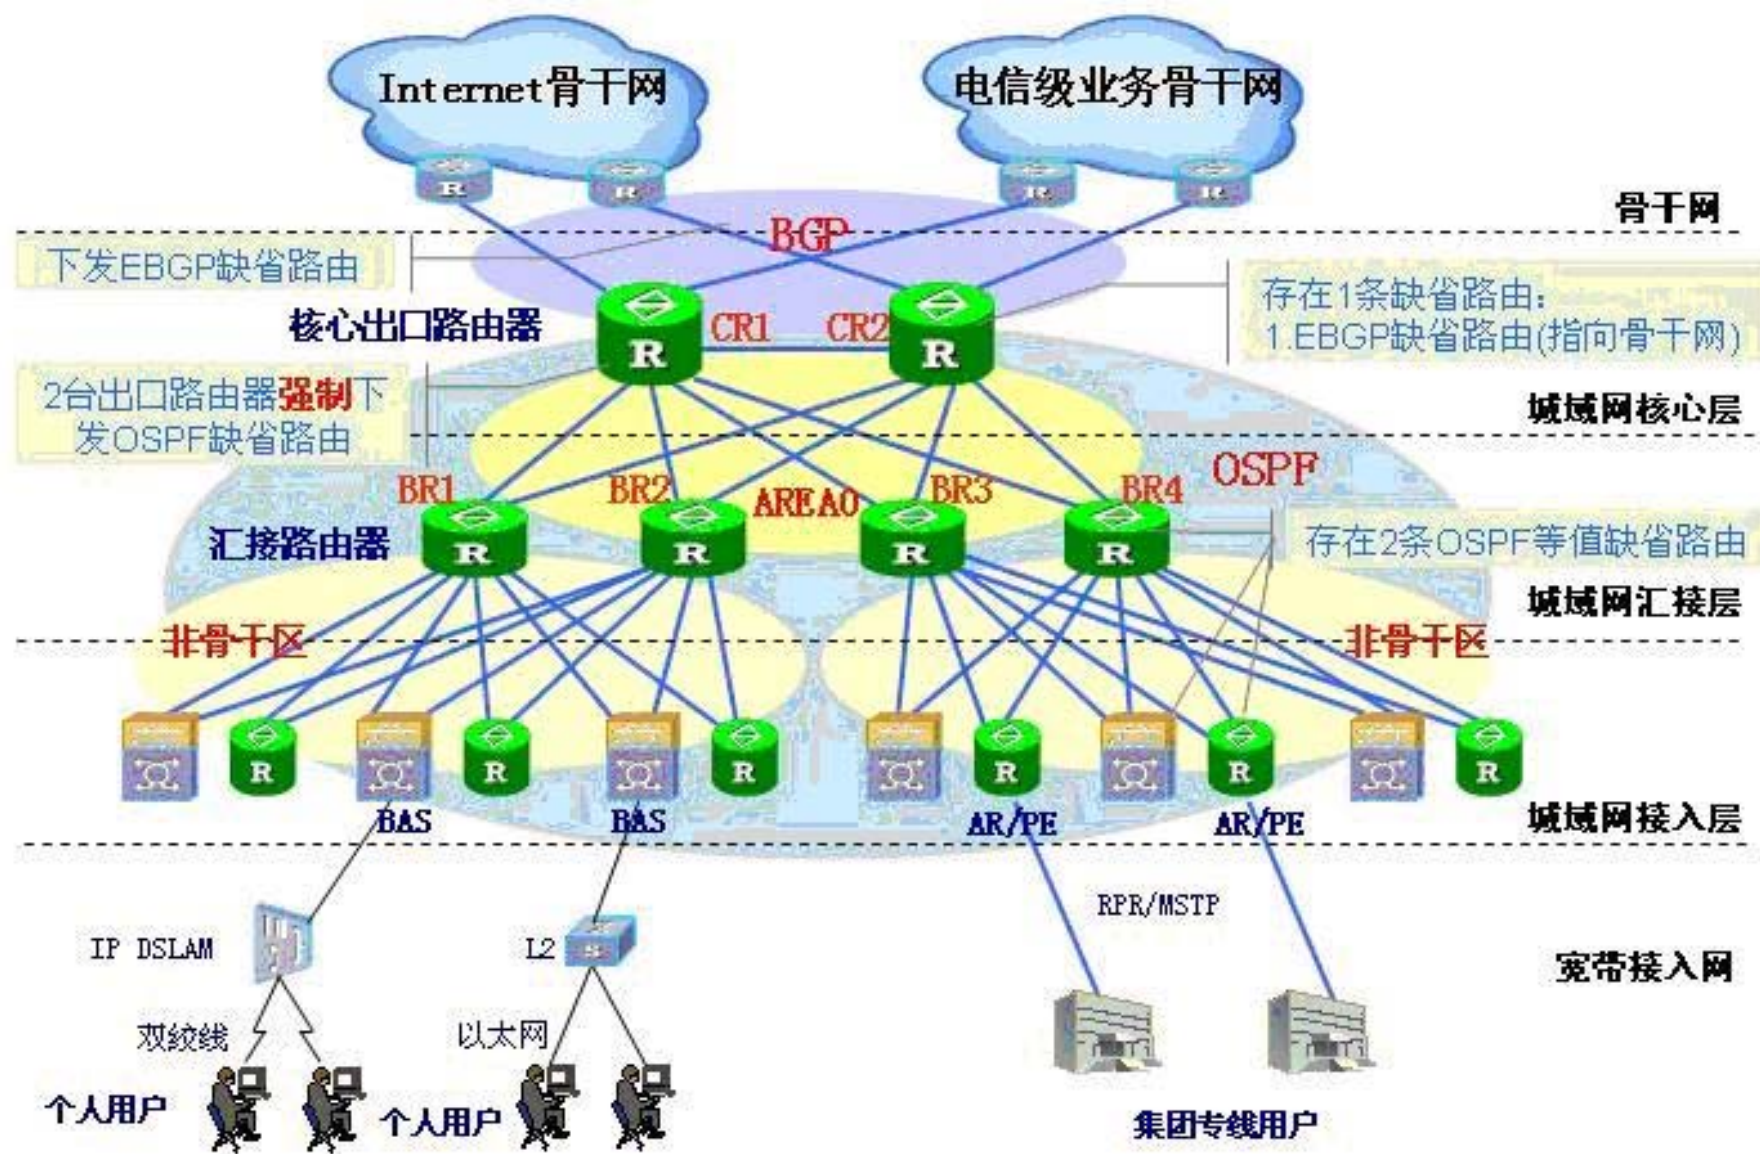 Internet骨干网
电信级业务骨干网
R
R
R
R
骨干网
BGP
下发EBGP缺省路由
存在1条缺省路由：
1.EBGP缺省路由(指向骨干网)
核心出口路由器
CR1
CR2
R
R
2台出口路由器强制下
发OSPF缺省路由
城域网核心层
BR1
BR2
AREA0
BR3
BR4
OSPF
汇接路由器
R
R
R
R
存在2条OSPF等值缺省路由
城域网汇接层
非骨干区
非骨干区
R
R
R
R
R
R
BAS
BAS
AR/PE
AR/PE
城域网接入层
RPR/MSTP
IP DSLAM
L2
宽带接入网
双绞线
以太网
个人用户
个人用户
集团专线用户